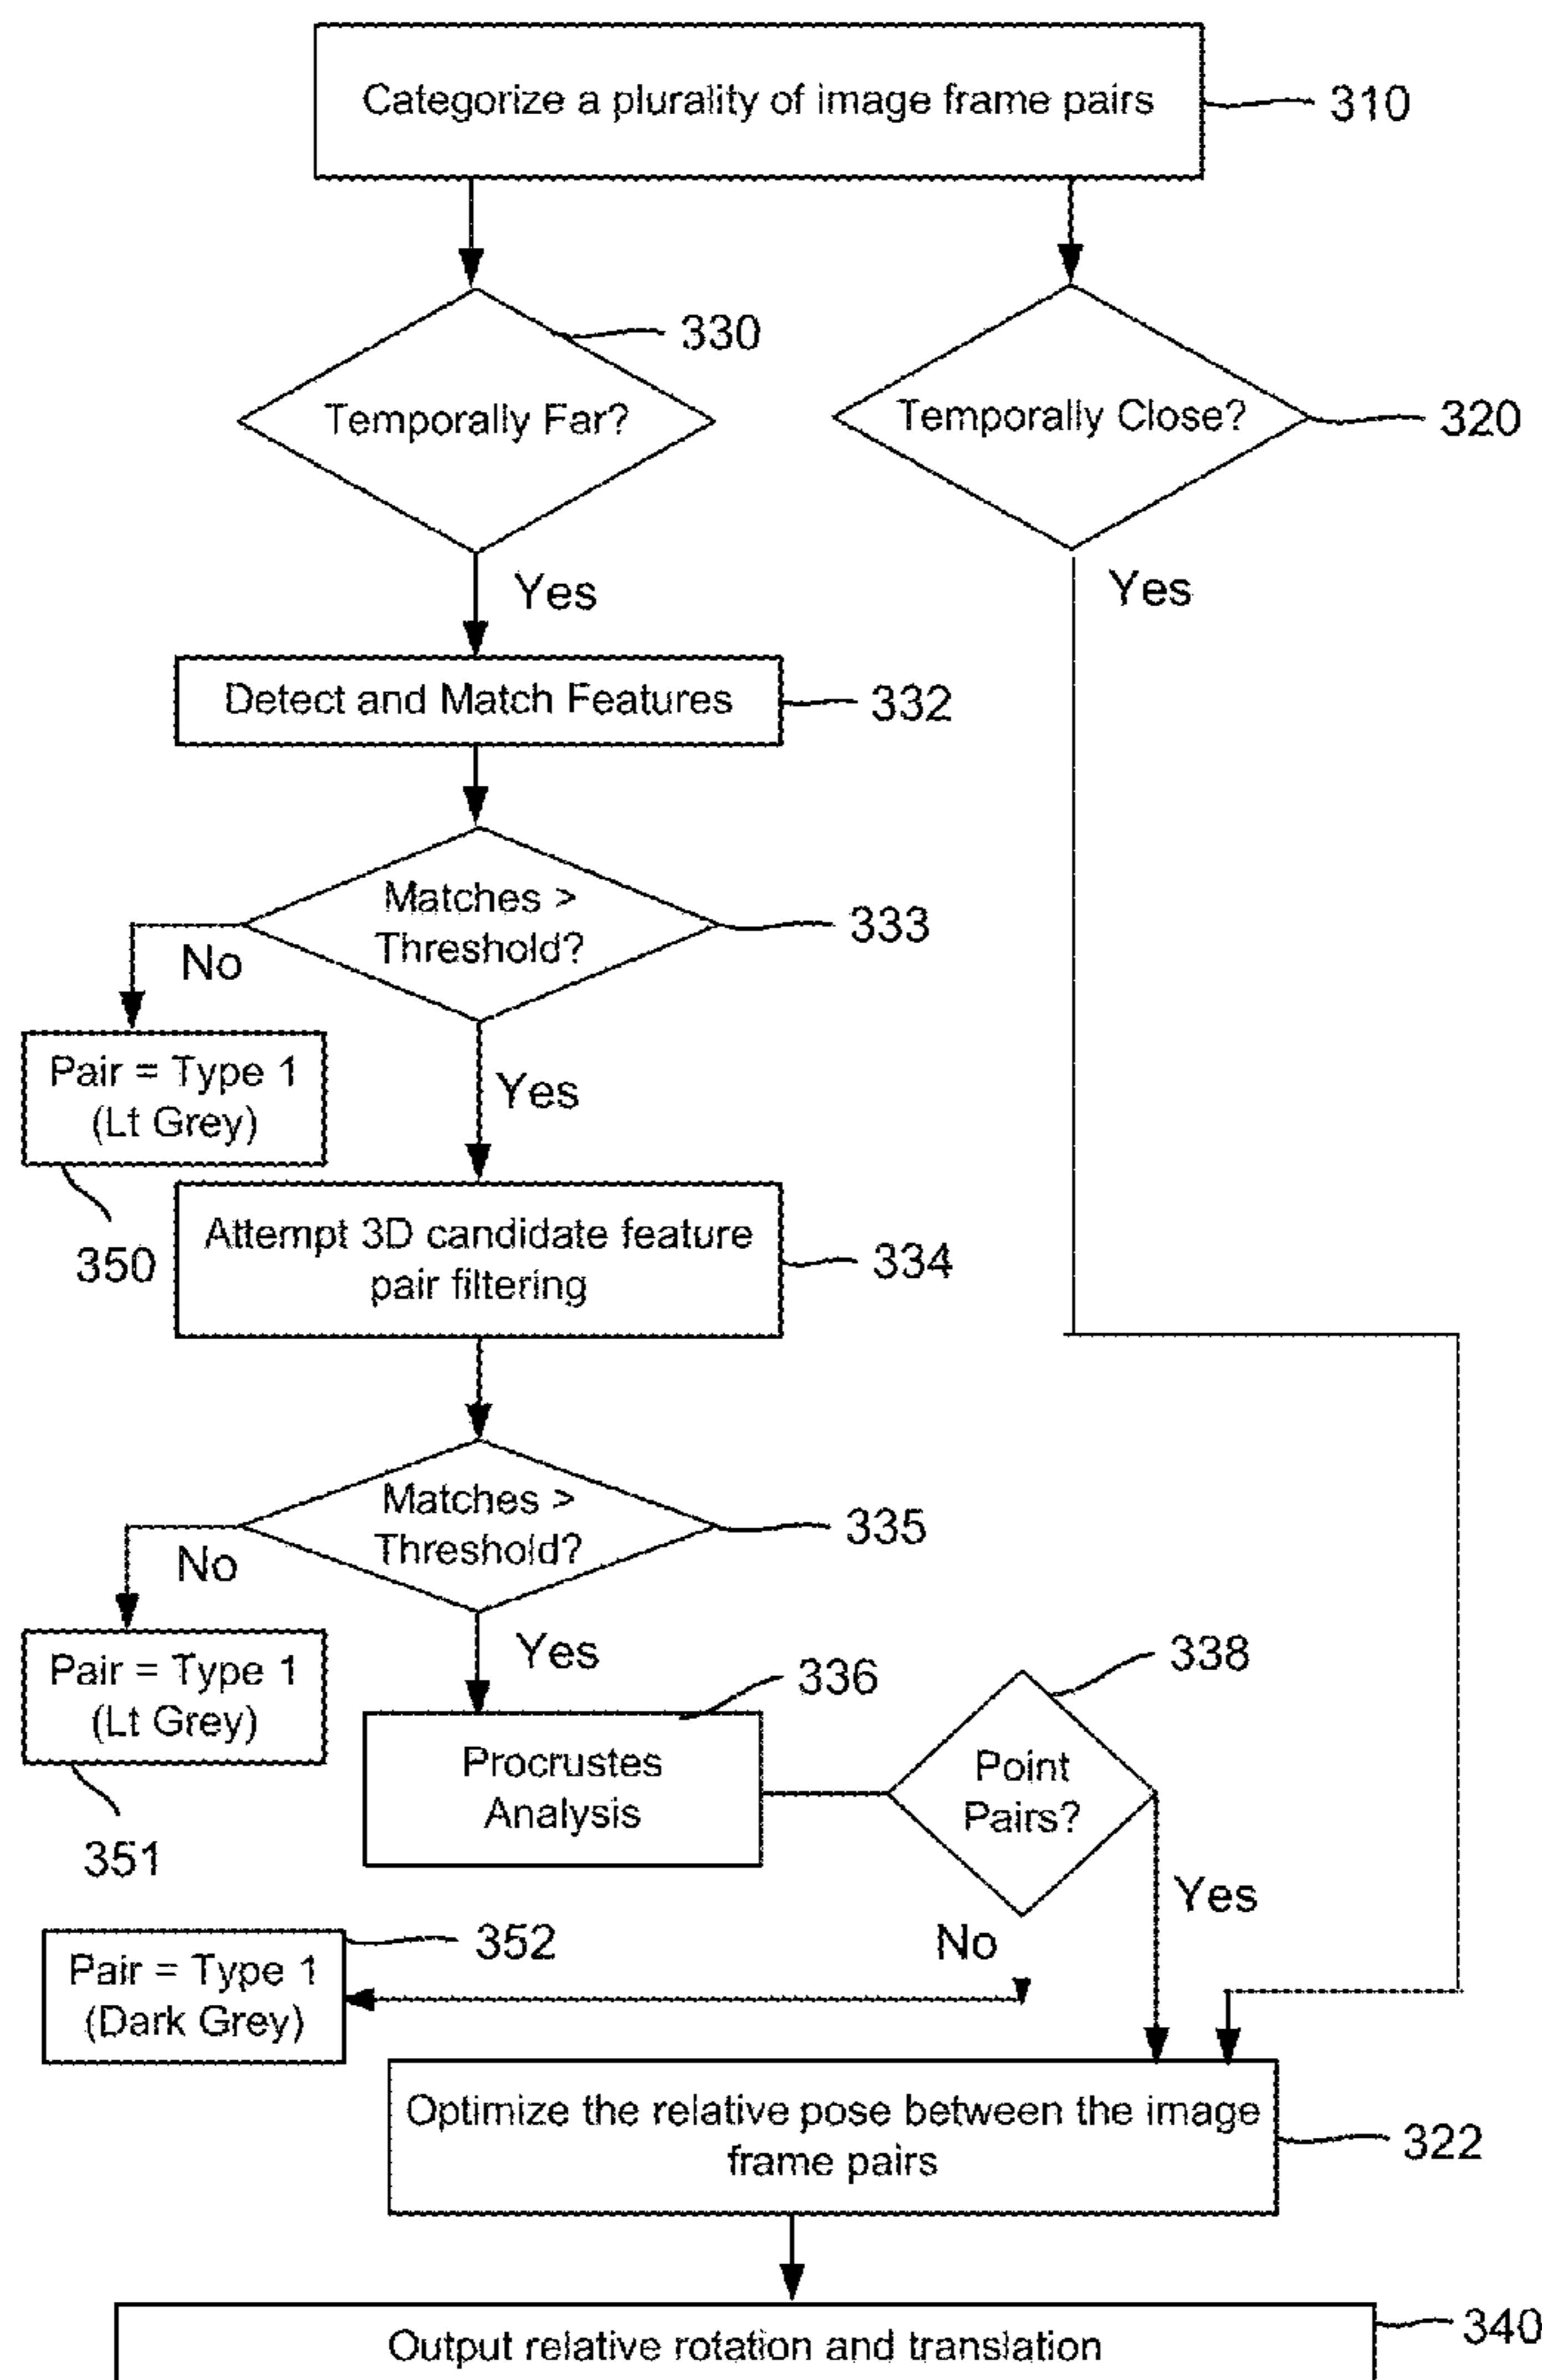 Categorize a plurality of image frame pairs
310
330
Temporally Far?
Temporally Close?
320
Yes
Yes
Detect and Match Features
332
Matches >
Threshold?
333
No
Pair = Type 1
(Lt Grey)
Yes
350
Attempt 3D candidate feature
pair filtering
334
Matches >
Threshold?
335
No
Pair = Type 1
(Lt Grey)
351
Yes
336
338
Procrustes
Analysis
Point
Pairs?
Yes
No
352
Pair = Type 1
(Dark Grey)
Optimize the relative pose between the image
frame pairs
322
Output relative rotation and translation
340